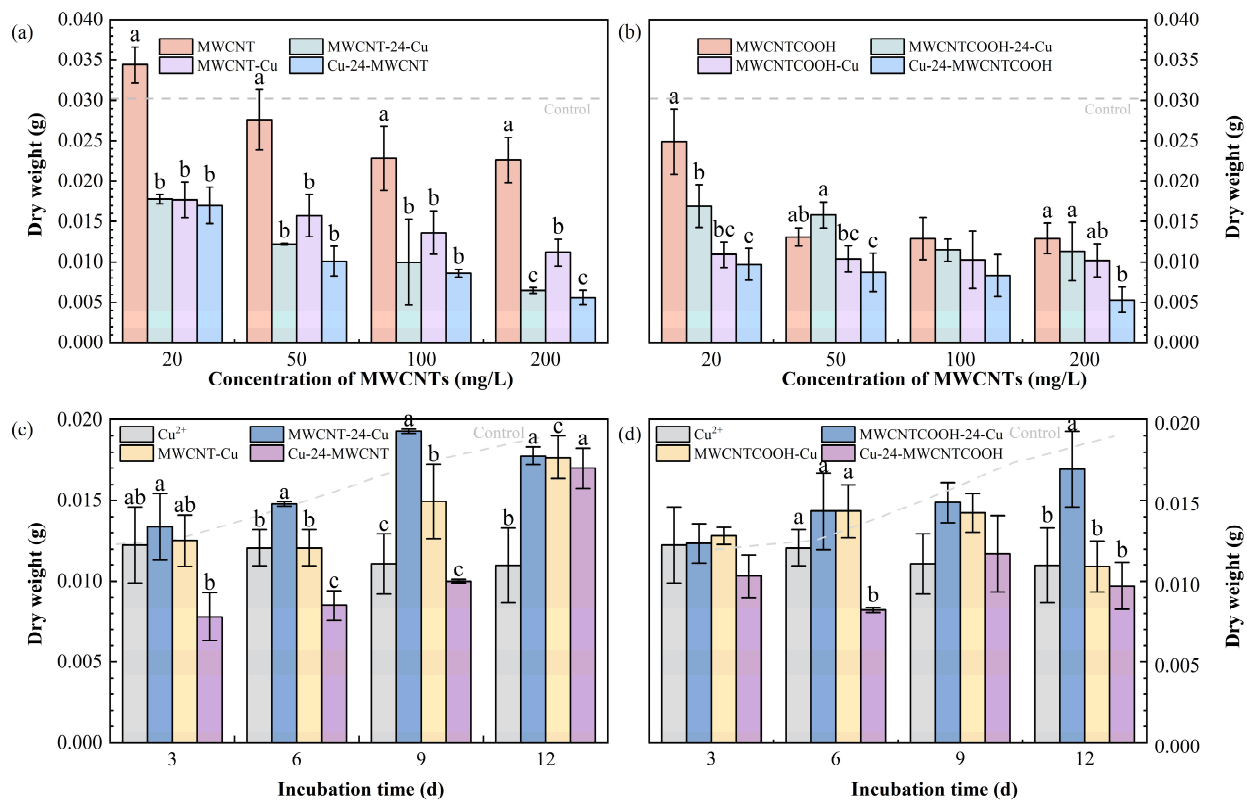 (a)
MWCNT
MWCNT-24-Cu
MWCNT-Cu
Cu-24-MWCNT
Control
Dry weight (g)
0.040
0.035
0.030
0.025
0.020
0.015
0.010
0.005
0.000
a
b b b
a
b b b
a
b b b
a
c b c
20 50 100 200
Concentration of MWCNTs (mg/L)
(b)
MWCNTCOOH
MWCNTCOOH-24-Cu
MWCNTCOOH-Cu
Cu-24-MWCNTCOOH
Control
Dry weight (g)
0.040
0.035
0.030
0.025
0.020
0.015
0.010
0.005
0.000
a b bc c
ab a bc c
a a ab b
20 50 100 200
Concentration of MWCNTs (mg/L)
(c)
Cu2+
MWCNT-24-Cu
MWCNT-Cu
Cu-24-MWCNT
Control
Dry weight (g)
0.020
0.015
0.010
0.005
0.000
ab a ab b
b a b c
c a b c
b a c a
3 6 9 12
Incubation time (d)
(d)
Cu2+
MWCNTCOOH-24-Cu
MWCNTCOOH-Cu
Cu-24-MWCNTCOOH
Control
Dry weight (g)
0.020
0.015
0.010
0.005
0.000
a a a b
b a b b
3 6 9 12
Incubation time (d)